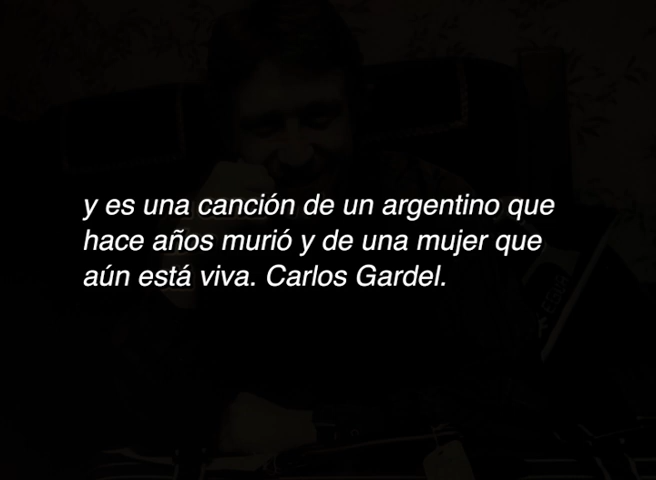 y es una canción de un argentino que
hace años murió y de una mujer que
aún está viva. Carlos Gardel.